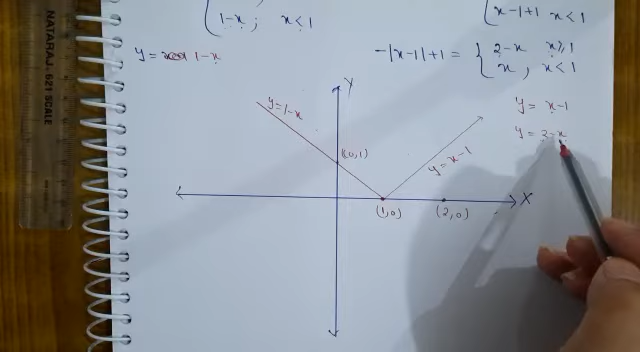 NATARAJ. 621 SCALE
1-x ; x < 1
x-1+1 x < 1
y = 1-x
-|x-1|+1 = { 2-x x ≥ 1
x , x < 1
Y
y = x-1
y=1-x
y = 2-x
(0,1)
y = x-1
X
(1,0)
(2,0)